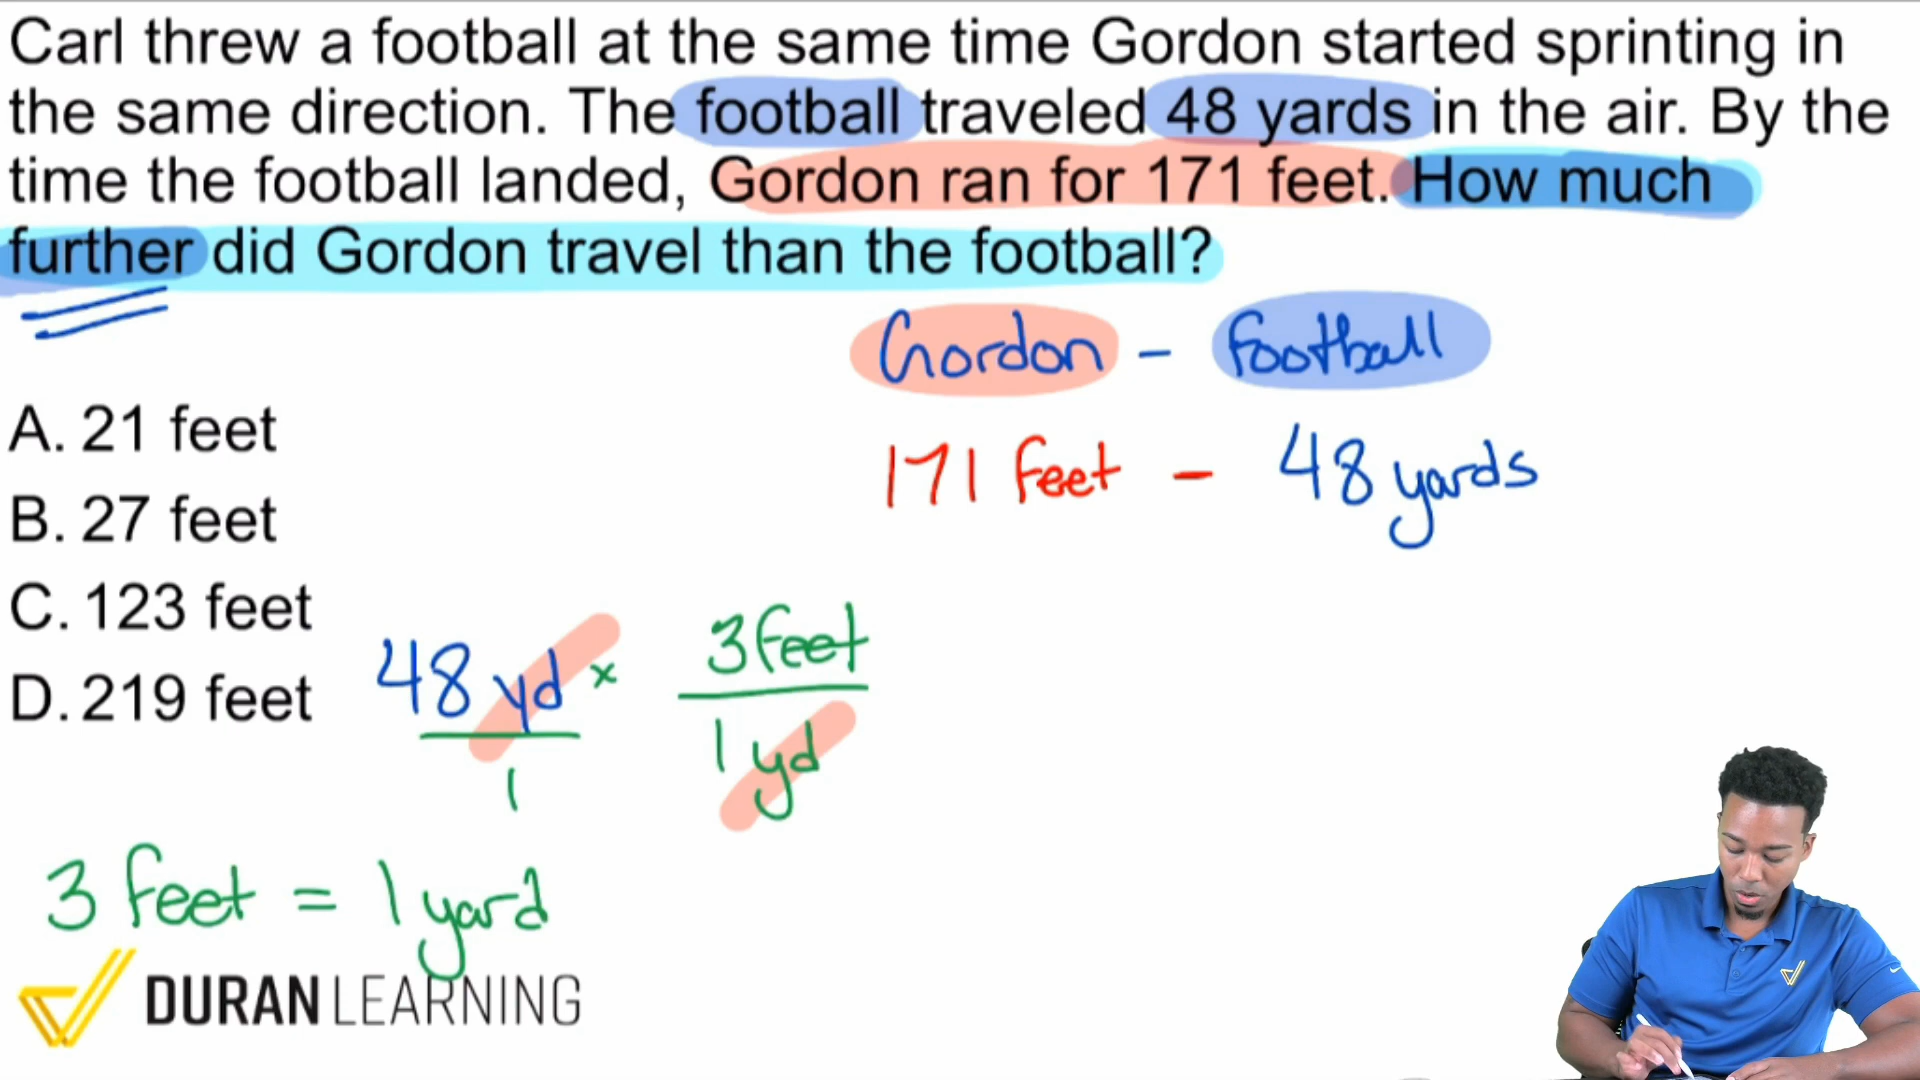 Carl threw a football at the same time Gordon started sprinting in
the same direction. The football traveled 48 yards in the air. By the
time the football landed, Gordon ran for 171 feet. How much
further did Gordon travel than the football?
Gordon - Football
171 feet - 48 yards
A. 21 feet
B. 27 feet
C. 123 feet
D. 219 feet
48 yd x 3 feet
1 1 yd
3 feet = 1 yard
DURAN LEARNING